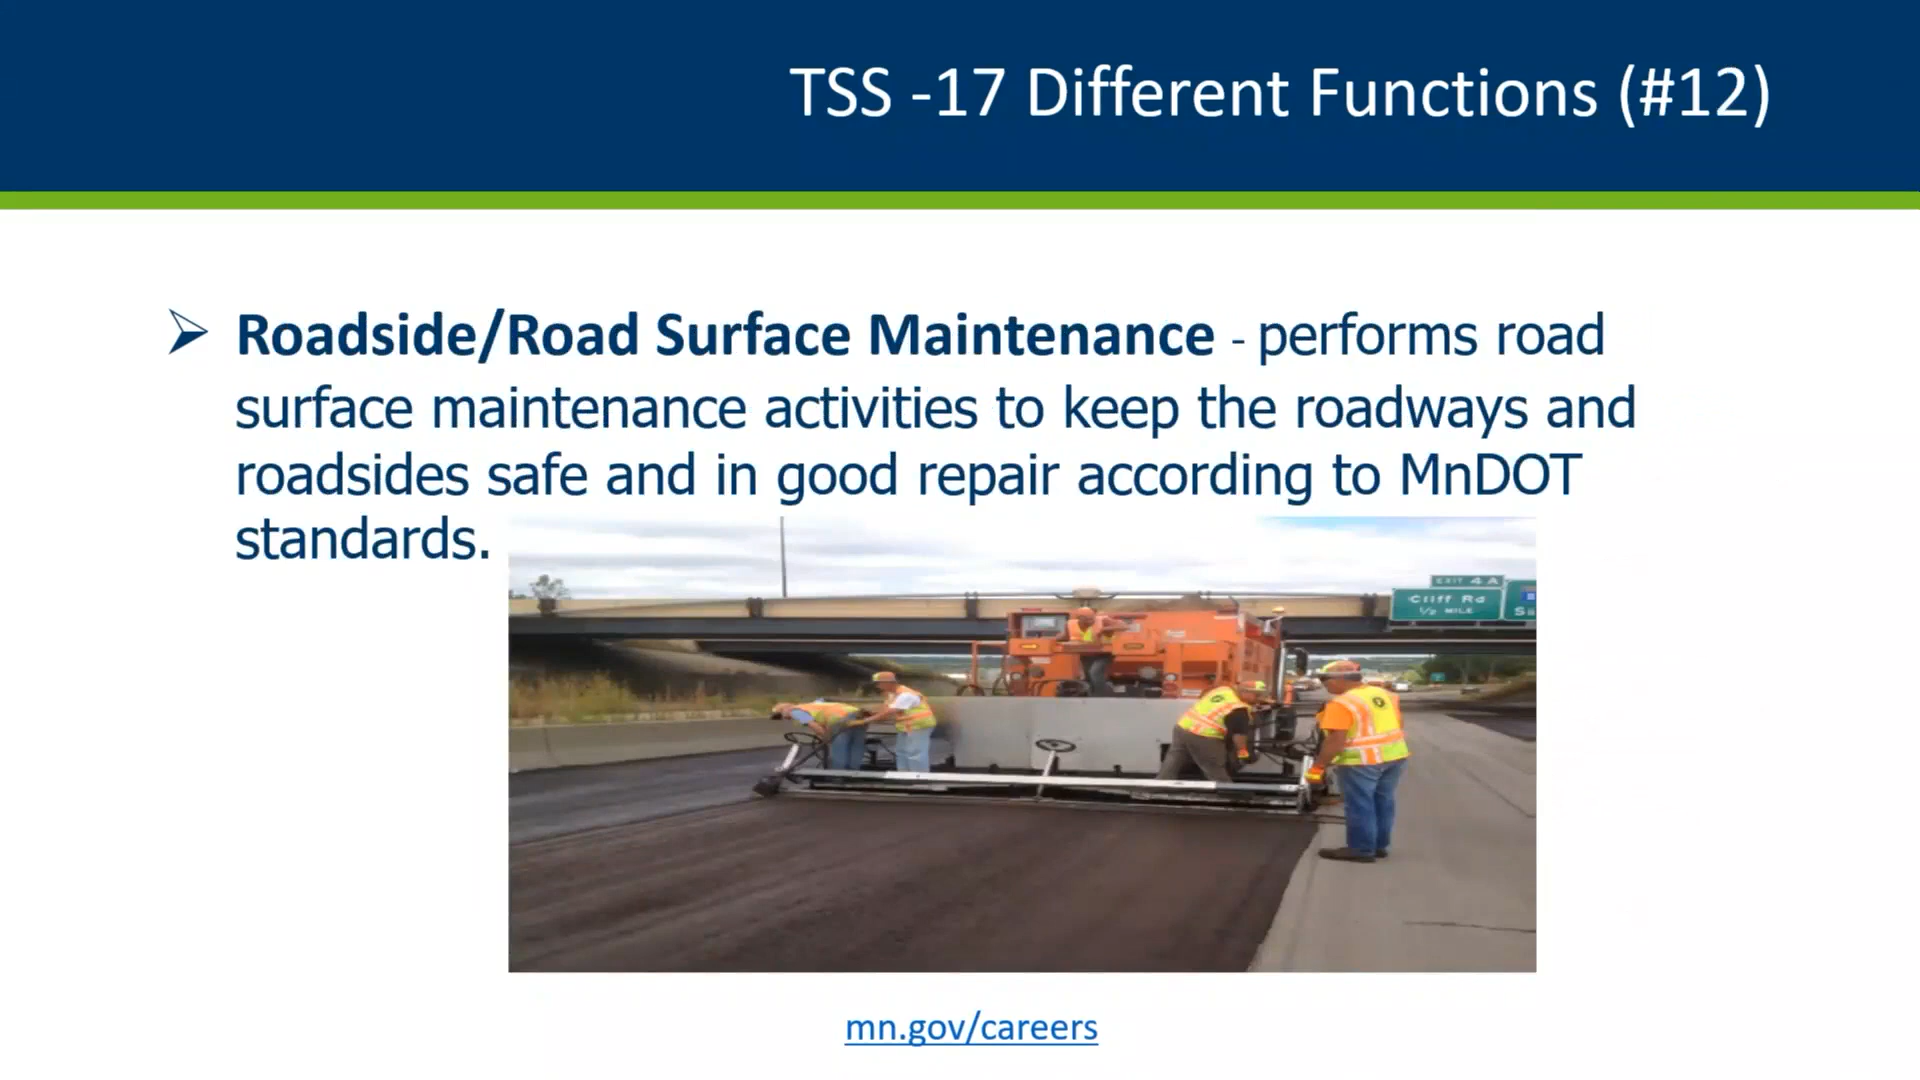 TSS -17 Different Functions (#12)
➢ Roadside/Road Surface Maintenance - performs road
surface maintenance activities to keep the roadways and
roadsides safe and in good repair according to MnDOT
standards.
EXIT 4A
Cliff Rd
½ MILE
mn.gov/careers